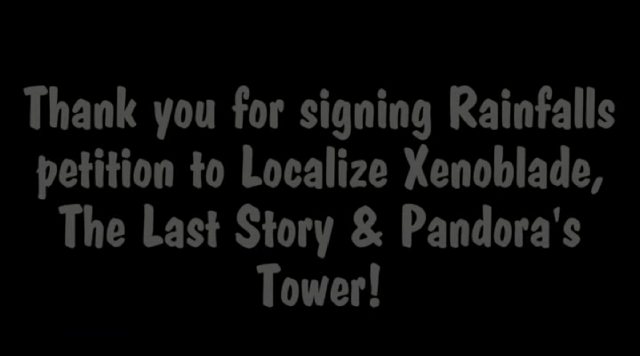 Thank you for signing Rainfalls
petition to Localize Xenoblade,
The Last Story & Pandora's
Tower!